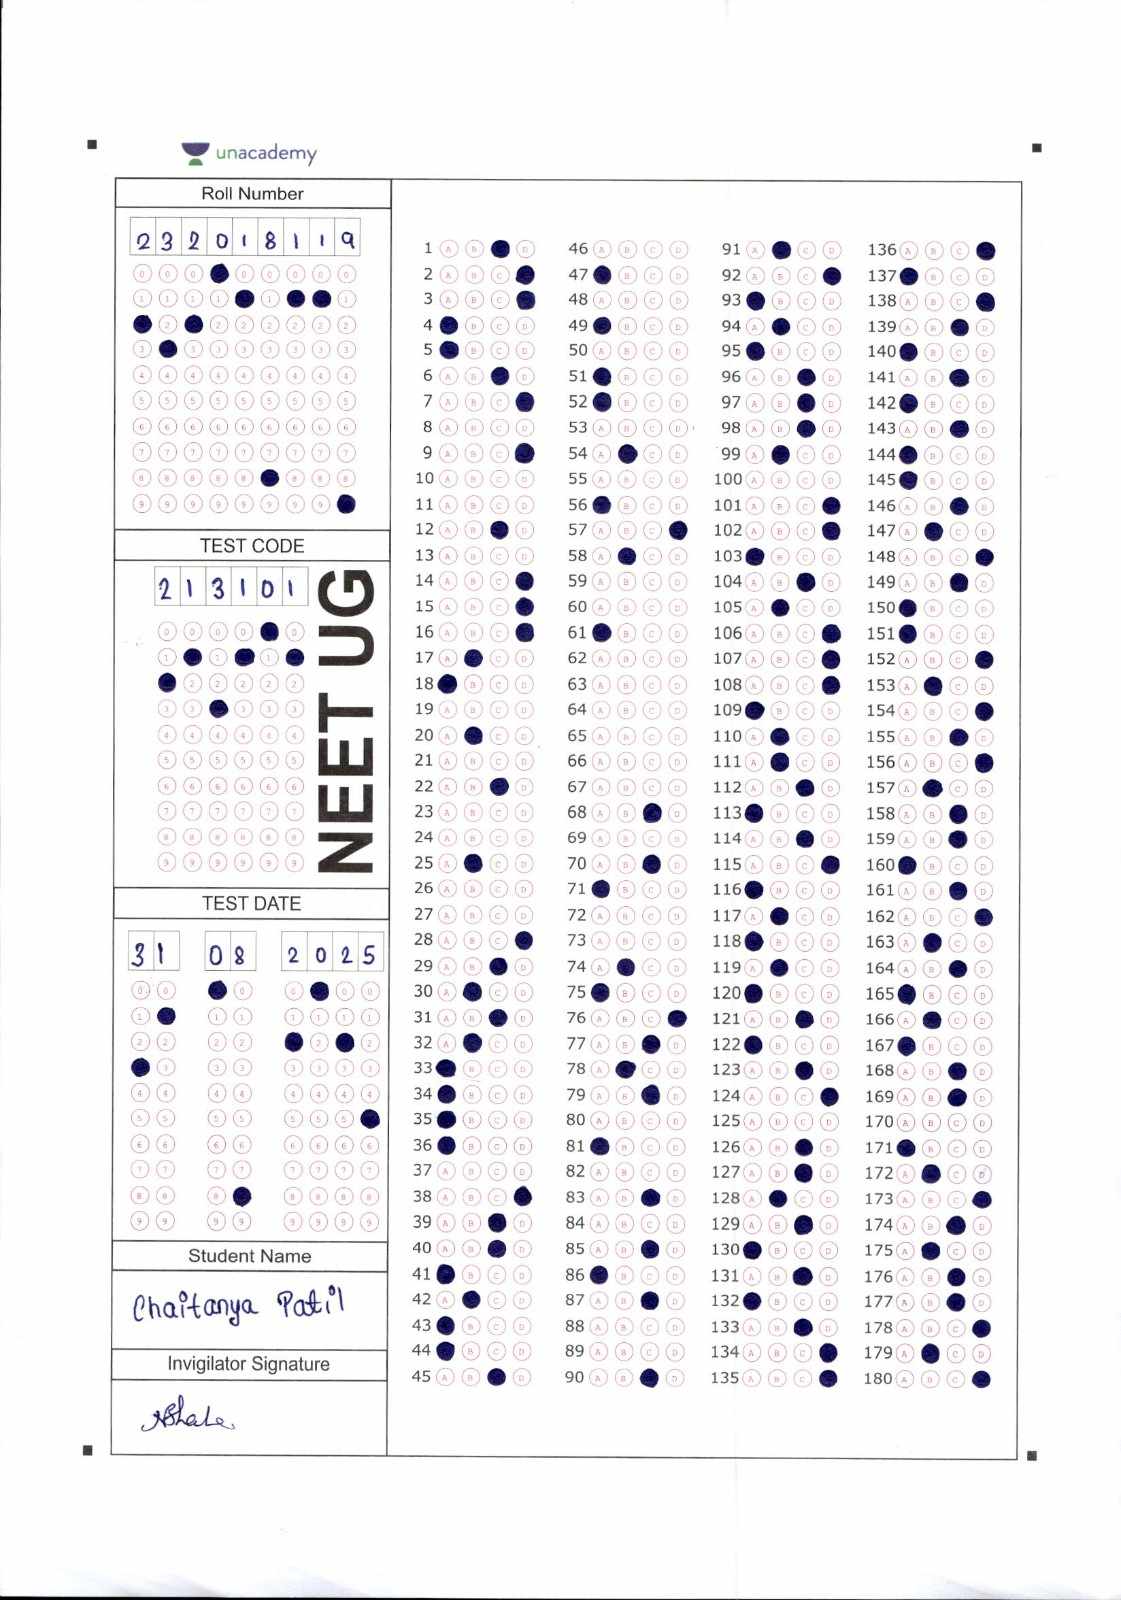 unacademy
Roll Number
2 3 2 0 1 8 1 1 9
TEST CODE
2 1 3 1 0 1
NEET UG
TEST DATE
3 1 0 8 2 0 2 5
Student Name
Chaitanya Patil
Invigilator Signature
1 46 91 136
2 47 92 137
3 48 93 138
4 49 94 139
5 50 95 140
6 51 96 141
7 52 97 142
8 53 98 143
9 54 99 144
10 55 100 145
11 56 101 146
12 57 102 147
13 58 103 148
14 59 104 149
15 60 105 150
16 61 106 151
17 62 107 152
18 63 108 153
19 64 109 154
20 65 110 155
21 66 111 156
22 67 112 157
23 68 113 158
24 69 114 159
25 70 115 160
26 71 116 161
27 72 117 162
28 73 118 163
29 74 119 164
30 75 120 165
31 76 121 166
32 77 122 167
33 78 123 168
34 79 124 169
35 80 125 170
36 81 126 171
37 82 127 172
38 83 128 173
39 84 129 174
40 85 130 175
41 86 131 176
42 87 132 177
43 88 133 178
44 89 134 179
45 90 135 180